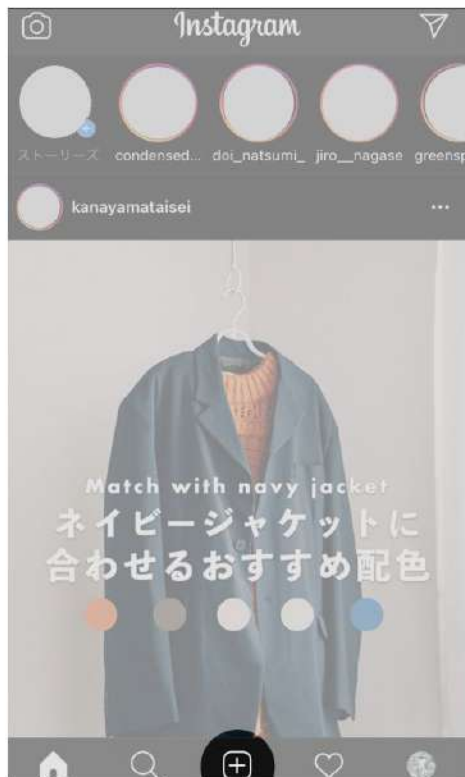 Instagram
ストーリーズ
condensed...
doi_natsumi_
jiro__nagase
greensp
kanayamataisei
Match with navy jacket
ネイビージャケットに
合わせるおすすめ配色